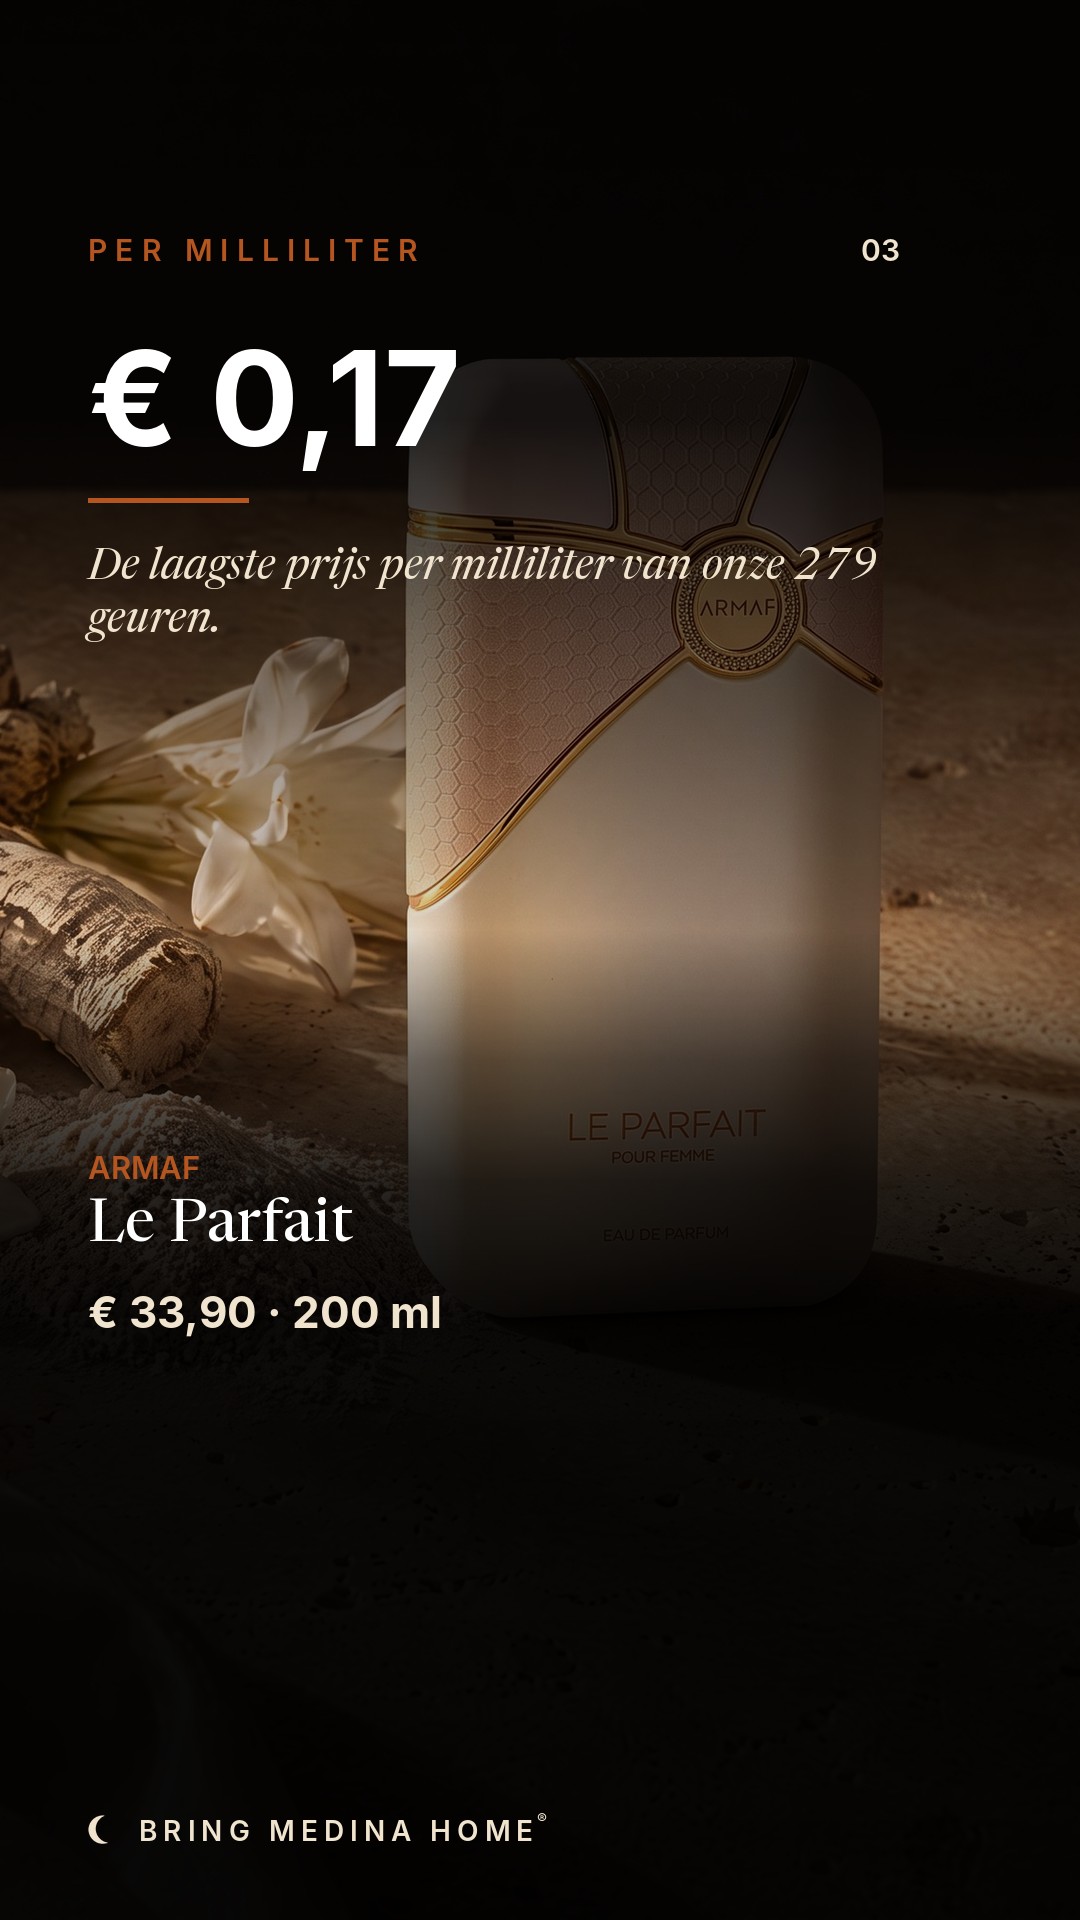 PER MILLILITER
03
€ 0,17
De laagste prijs per milliliter van onze 279
geuren.
ARMAF
LE PARFAIT
POUR FEMME
EAU DE PARFUM
ARMAF
Le Parfait
€ 33,90 · 200 ml
BRING MEDINA HOME®